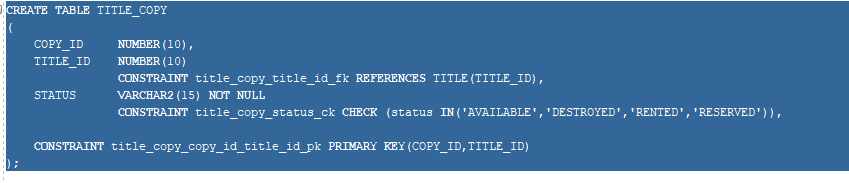 CREATE TABLE TITLE_COPY
(
COPY_ID NUMBER(10),
TITLE_ID NUMBER(10)
CONSTRAINT title_copy_title_id_fk REFERENCES TITLE(TITLE_ID),
STATUS VARCHAR2(15) NOT NULL
CONSTRAINT title_copy_status_ck CHECK (status IN('AVAILABLE','DESTROYED','RENTED','RESERVED')),
CONSTRAINT title_copy_copy_id_title_id_pk PRIMARY KEY(COPY_ID,TITLE_ID)
);